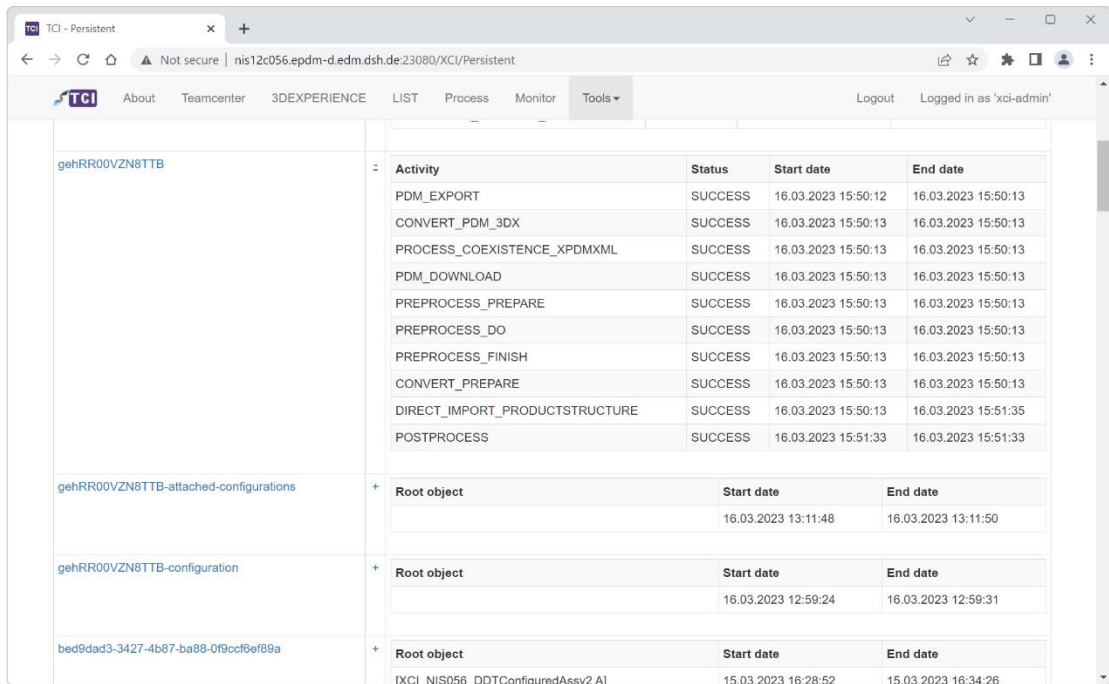 TCI TCI - Persistent
Not secure | nis12c056.epdm-d.edm.dsh.de:23080/XCI/Persistent
TCI About Teamcenter 3DEXPERIENCE LIST Process Monitor Tools Logout Logged in as 'xci-admin'
gehRR00VZN8TTB - Activity Status Start date End date
PDM_EXPORT SUCCESS 16.03.2023 15:50:12 16.03.2023 15:50:13
CONVERT_PDM_3DX SUCCESS 16.03.2023 15:50:13 16.03.2023 15:50:13
PROCESS_COEXISTENCE_XPDMXML SUCCESS 16.03.2023 15:50:13 16.03.2023 15:50:13
PDM_DOWNLOAD SUCCESS 16.03.2023 15:50:13 16.03.2023 15:50:13
PREPROCESS_PREPARE SUCCESS 16.03.2023 15:50:13 16.03.2023 15:50:13
PREPROCESS_DO SUCCESS 16.03.2023 15:50:13 16.03.2023 15:50:13
PREPROCESS_FINISH SUCCESS 16.03.2023 15:50:13 16.03.2023 15:50:13
CONVERT_PREPARE SUCCESS 16.03.2023 15:50:13 16.03.2023 15:50:13
DIRECT_IMPORT_PRODUCTSTRUCTURE SUCCESS 16.03.2023 15:50:13 16.03.2023 15:51:35
POSTPROCESS SUCCESS 16.03.2023 15:51:33 16.03.2023 15:51:33
gehRR00VZN8TTB-attached-configurations + Root object Start date End date
16.03.2023 13:11:48 16.03.2023 13:11:50
gehRR00VZN8TTB-configuration + Root object Start date End date
16.03.2023 12:59:24 16.03.2023 12:59:31
bed9dad3-3427-4b87-ba88-0f9ccf6ef89a + Root object Start date End date
[XCI_NIS056_DDTConfiguredAssy2 A] 15.03.2023 16:28:52 15.03.2023 16:34:26